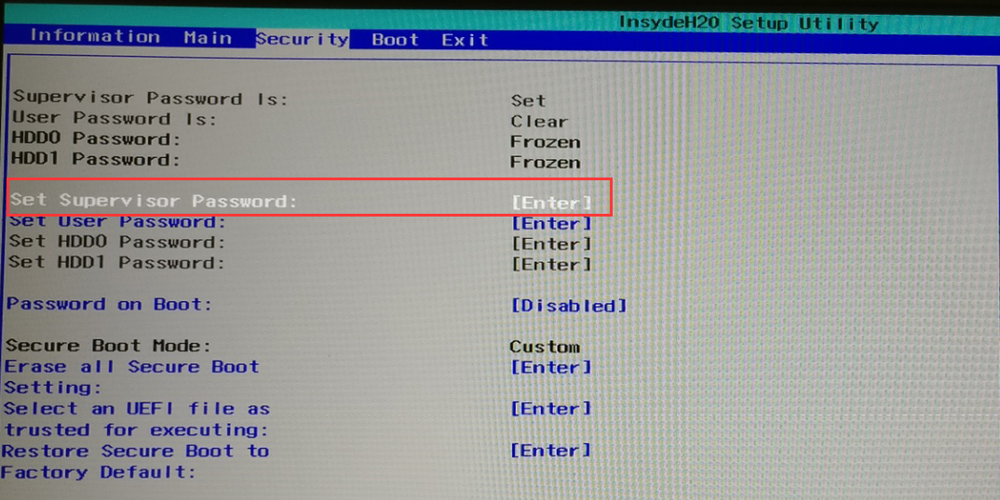 InsydeH20 Setup Utility
Information Main Security Boot Exit
Supervisor Password Is: Set
User Password Is: Clear
HDD0 Password: Frozen
HDD1 Password: Frozen
Set Supervisor Password: [Enter]
Set User Password: [Enter]
Set HDD0 Password: [Enter]
Set HDD1 Password: [Enter]
Password on Boot: [Disabled]
Secure Boot Mode: Custom
Erase all Secure Boot [Enter]
Setting:
Select an UEFI file as [Enter]
trusted for executing:
Restore Secure Boot to [Enter]
Factory Default: